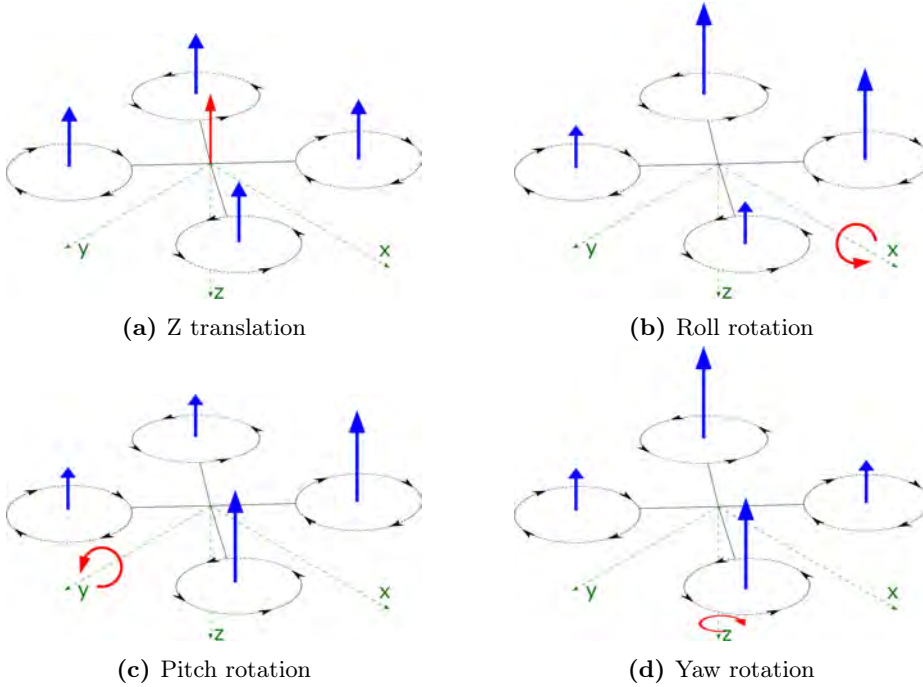 y
x
z
(a) Z translation
y
x
z
(b) Roll rotation
y
x
z
(c) Pitch rotation
y
x
z
(d) Yaw rotation